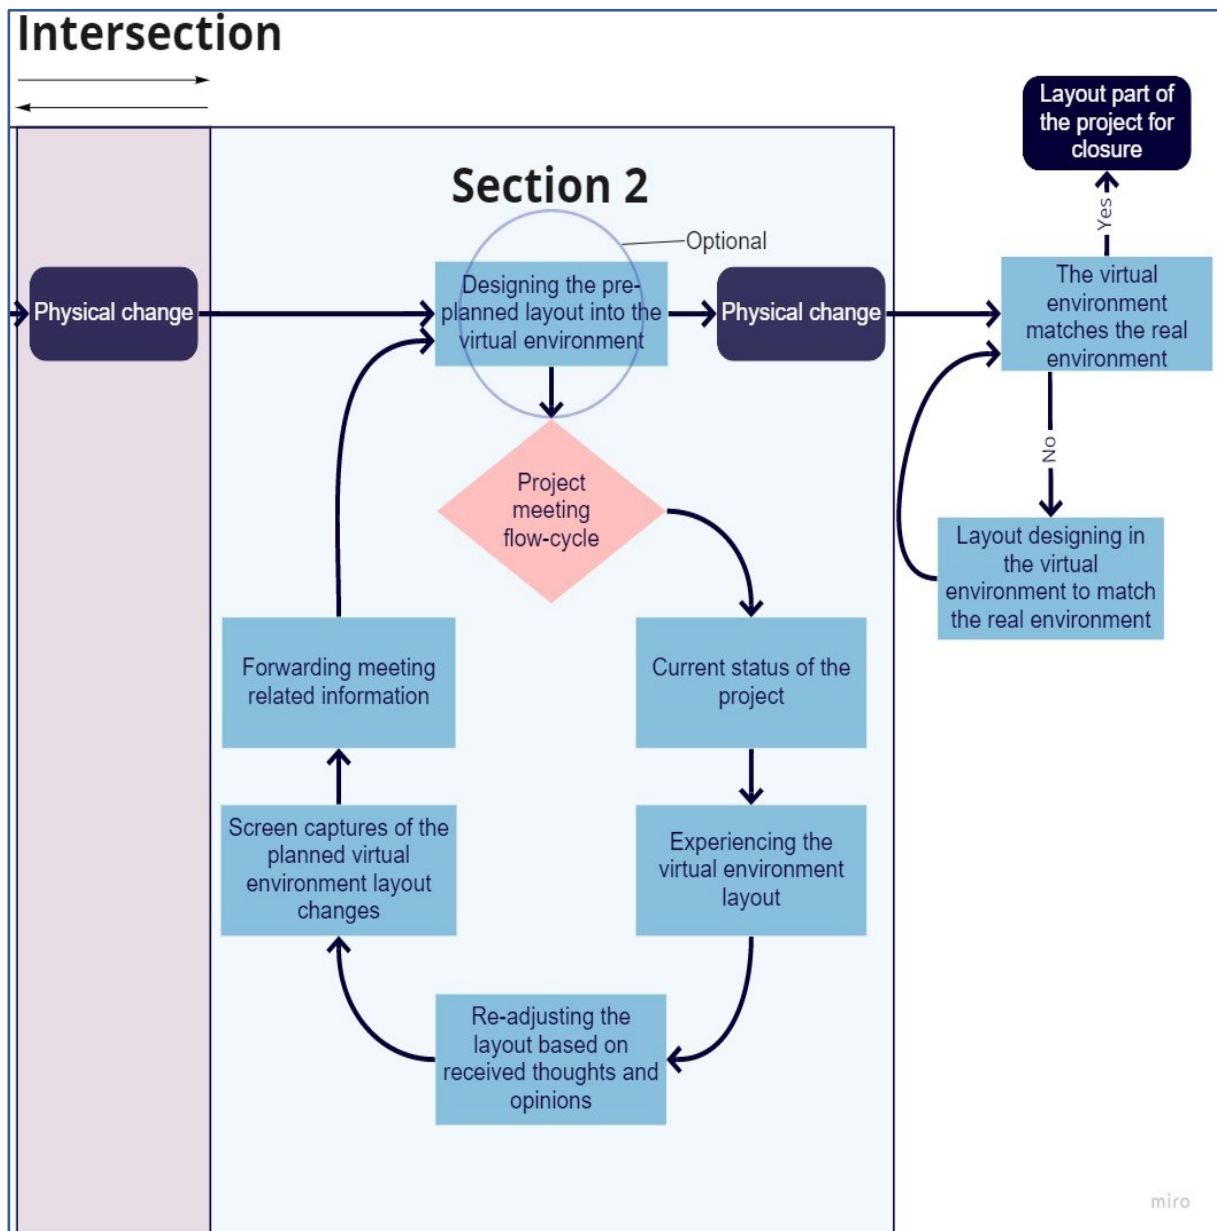 Intersection
Section 2
Optional
Layout part of
the project for
closure
Yes
Physical change
Designing the pre-
planned layout into the
virtual environment
Physical change
The virtual
environment
matches the real
environment
No
Project
meeting
flow-cycle
Layout designing in
the virtual
environment to match
the real environment
Forwarding meeting
related information
Current status of the
project
Screen captures of the
planned virtual
environment layout
changes
Experiencing the
virtual environment
layout
Re-adjusting the
layout based on
received thoughts and
opinions
miro